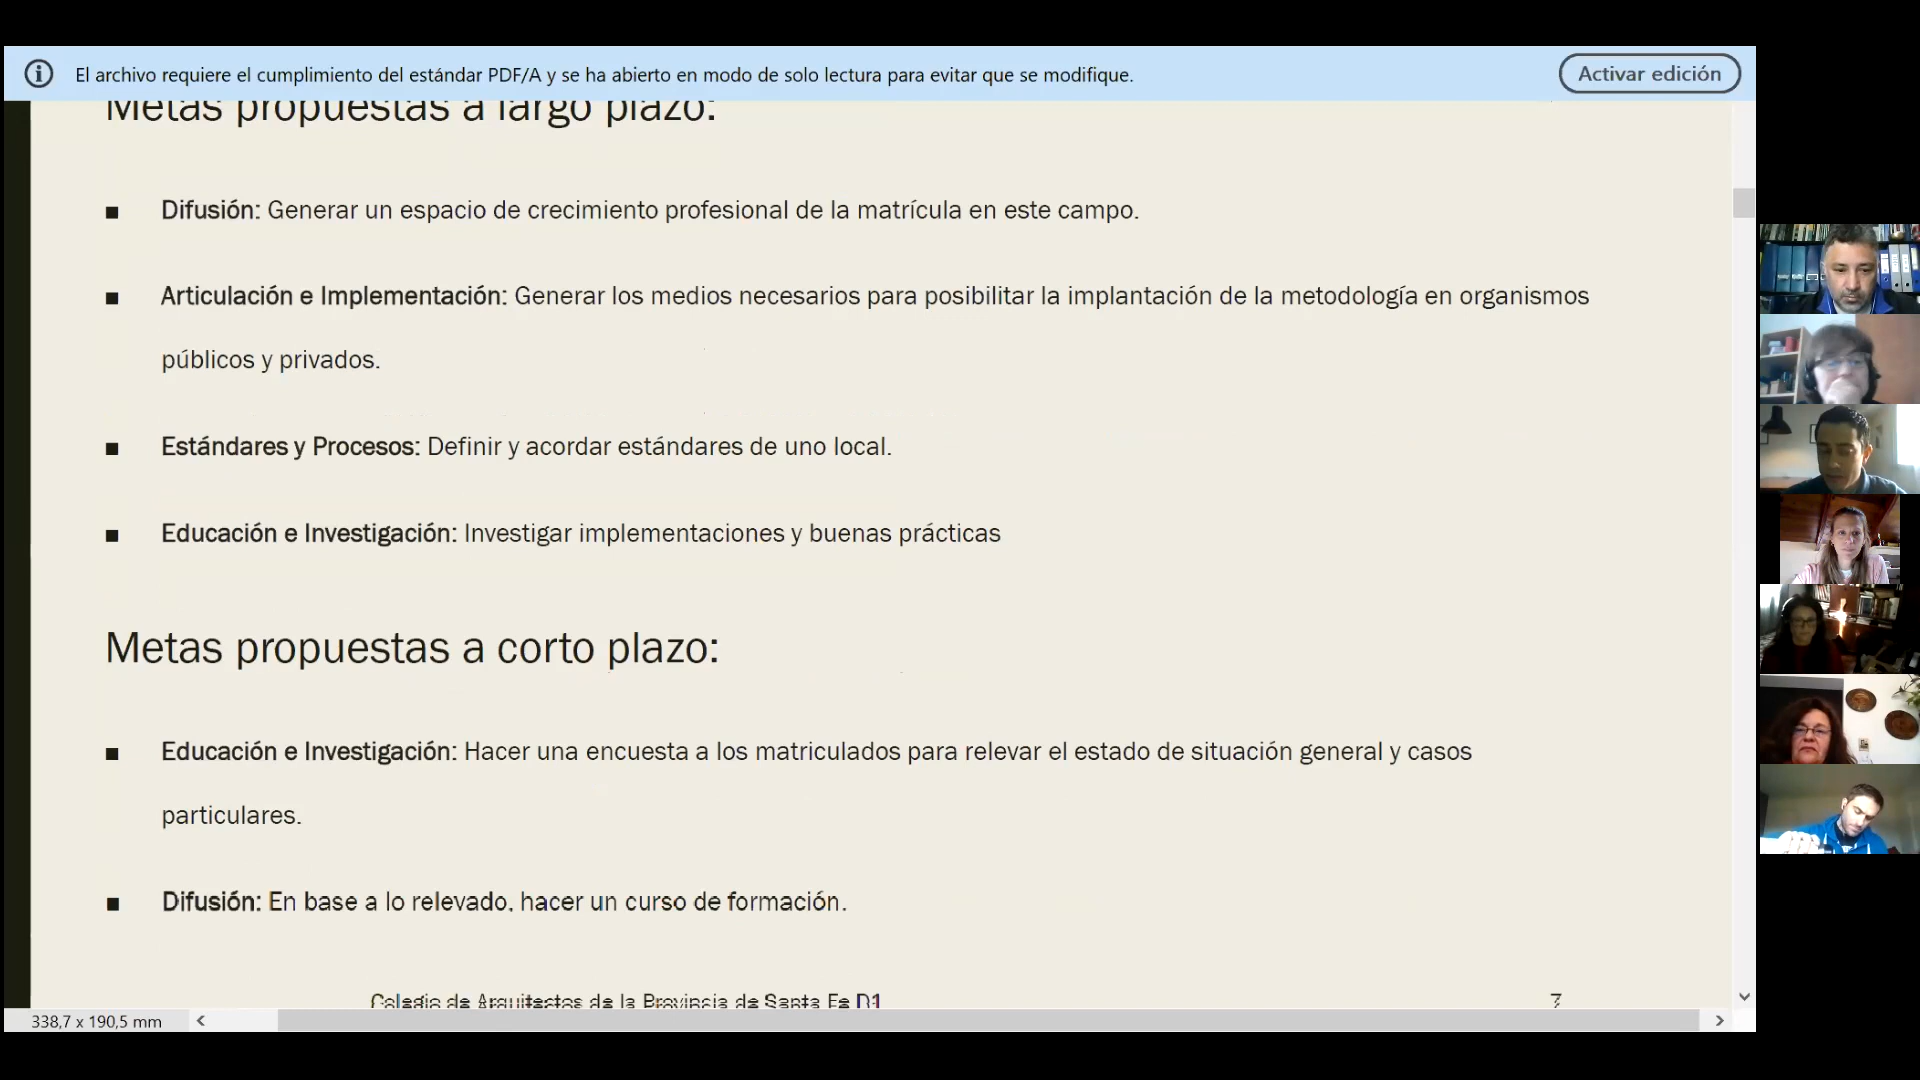 El archivo requiere el cumplimiento del estándar PDF/A y se ha abierto en modo de solo lectura para evitar que se modifique.
Activar edición
Metas propuestas a largo plazo:
■ Difusión: Generar un espacio de crecimiento profesional de la matrícula en este campo.
■ Articulación e Implementación: Generar los medios necesarios para posibilitar la implantación de la metodología en organismos
públicos y privados.
■ Estándares y Procesos: Definir y acordar estándares de uno local.
■ Educación e Investigación: Investigar implementaciones y buenas prácticas
Metas propuestas a corto plazo:
■ Educación e Investigación: Hacer una encuesta a los matriculados para relevar el estado de situación general y casos
particulares.
■ Difusión: En base a lo relevado, hacer un curso de formación.
Colegio de Arquitectos de la Provincia de Santa Fe D1
7
338,7 x 190,5 mm